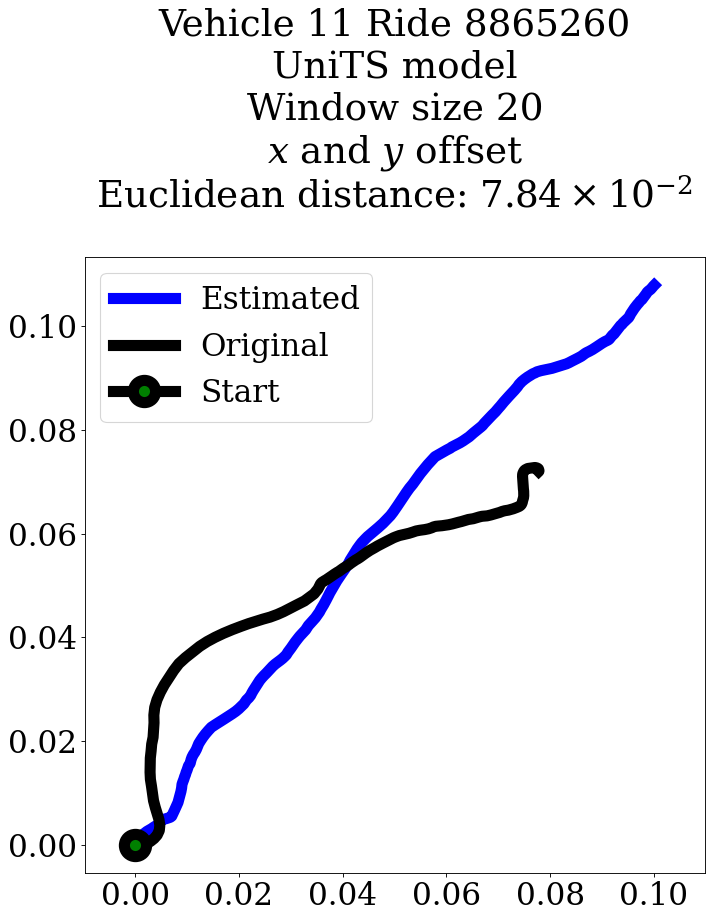 Vehicle 11 Ride 8865260
UniTS model
Window size 20
x and y offset
Euclidean distance: 7.84 × 10⁻²
Estimated
Original
Start
0.10
0.08
0.06
0.04
0.02
0.00
0.00 0.02 0.04 0.06 0.08 0.10